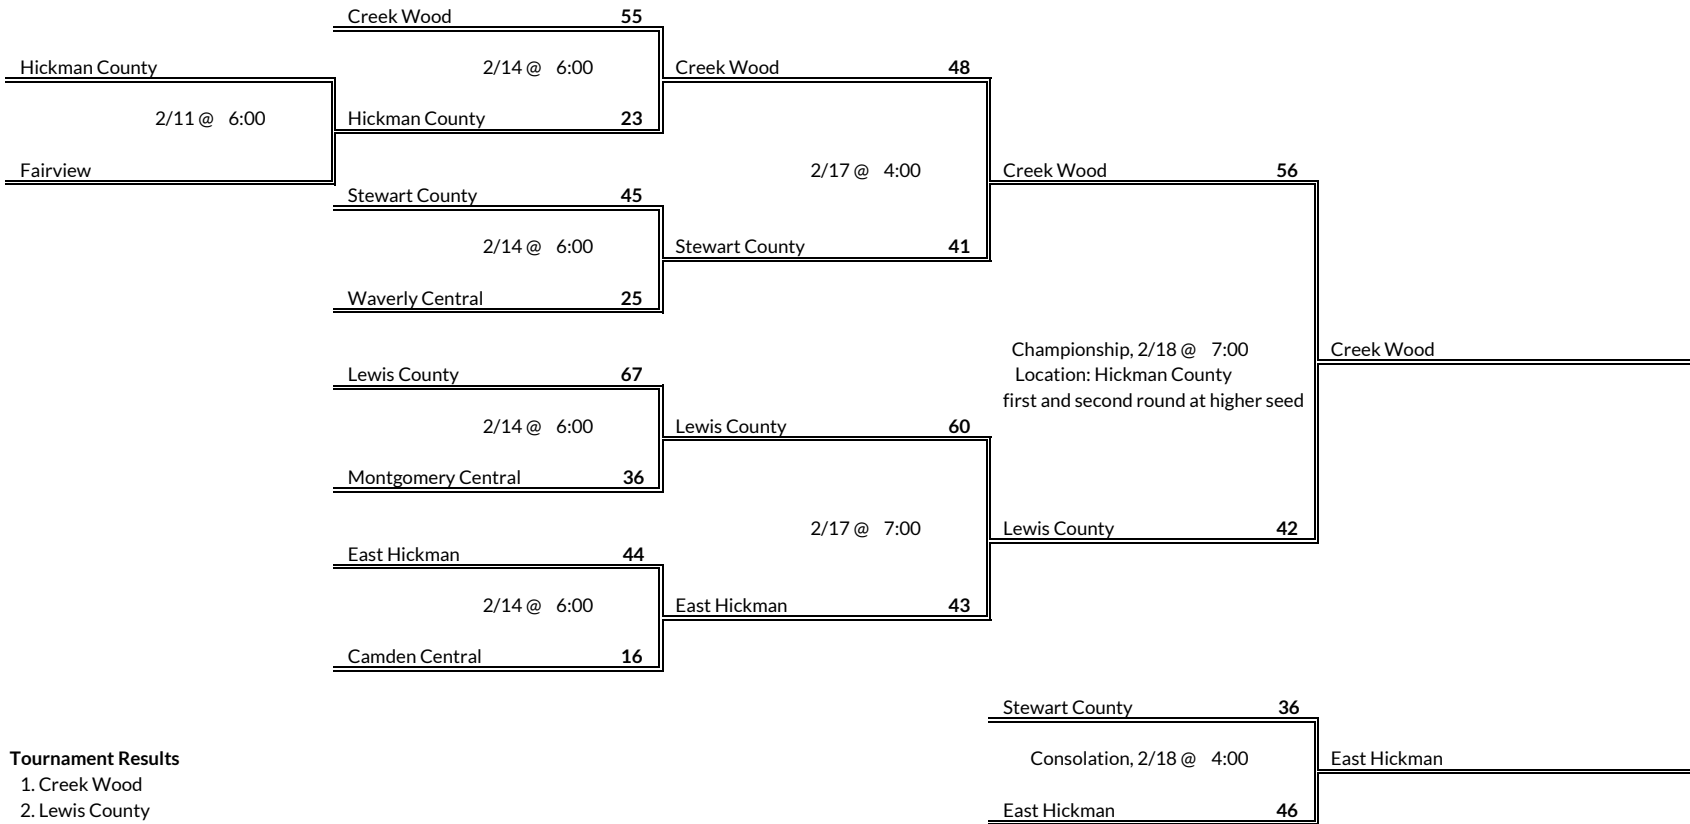 Creek Wood 55
Hickman County 2/14 @ 6:00 Creek Wood 48
2/11 @ 6:00 Hickman County 23
Fairview 2/17 @ 4:00 Creek Wood 56
Stewart County 45
2/14 @ 6:00 Stewart County 41
Waverly Central 25
Championship, 2/18 @ 7:00 Creek Wood
Lewis County 67 Location: Hickman County
first and second round at higher seed
2/14 @ 6:00 Lewis County 60
Montgomery Central 36
2/17 @ 7:00 Lewis County 42
East Hickman 44
2/14 @ 6:00 East Hickman 43
Camden Central 16
Stewart County 36
Tournament Results Consolation, 2/18 @ 4:00 East Hickman
1. Creek Wood
2. Lewis County East Hickman 46